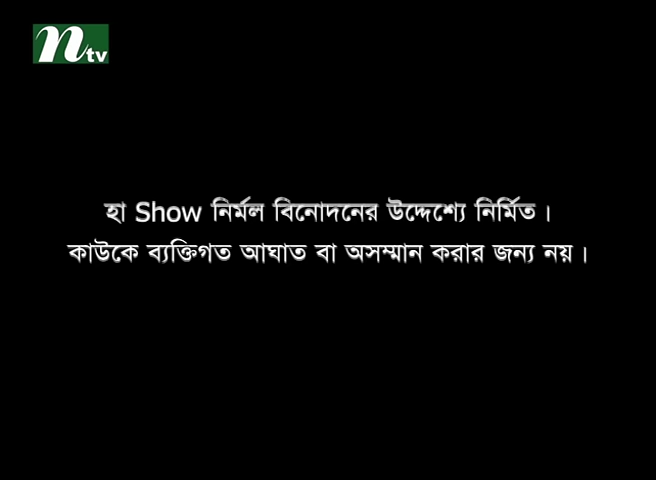 ntv
হা Show নির্মল বিনোদনের উদ্দেশ্যে নির্মিত।
কাউকে ব্যক্তিগত আঘাত বা অসম্মান করার জন্য নয়।